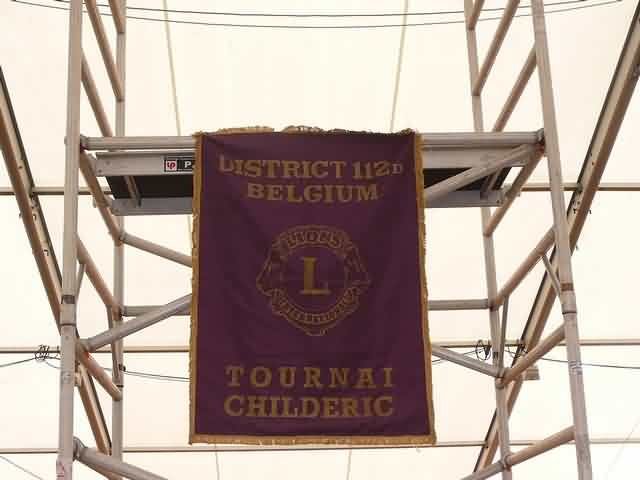 DISTRICT 112D
BELGIUM
LIONS
L
INTERNATIONAL
TOURNAI
CHILDERIC